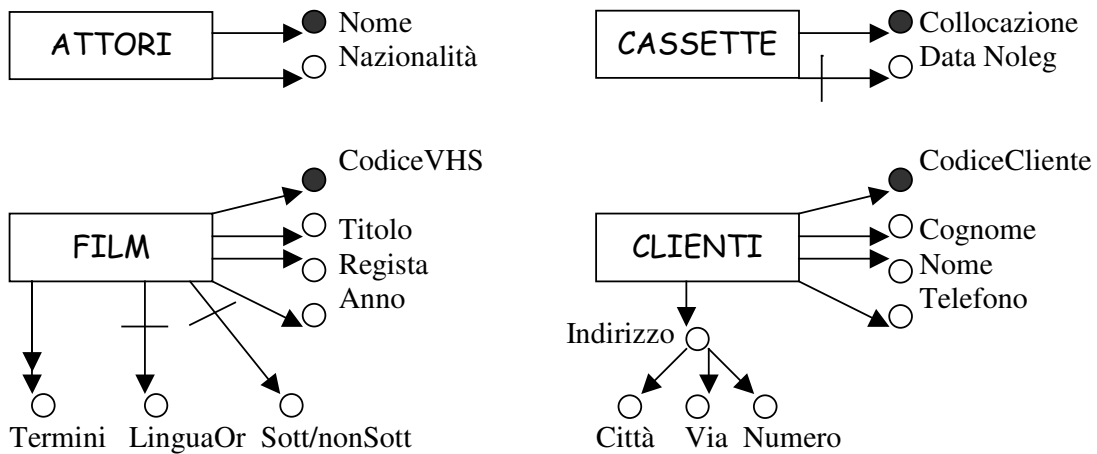 ATTORI
Nome
Nazionalità
CASSETTE
Collocazione
Data Noleg
FILM
CodiceVHS
Titolo
Regista
Anno
Termini
LinguaOr
Sott/nonSott
CLIENTI
CodiceCliente
Cognome
Nome
Telefono
Indirizzo
Città
Via
Numero